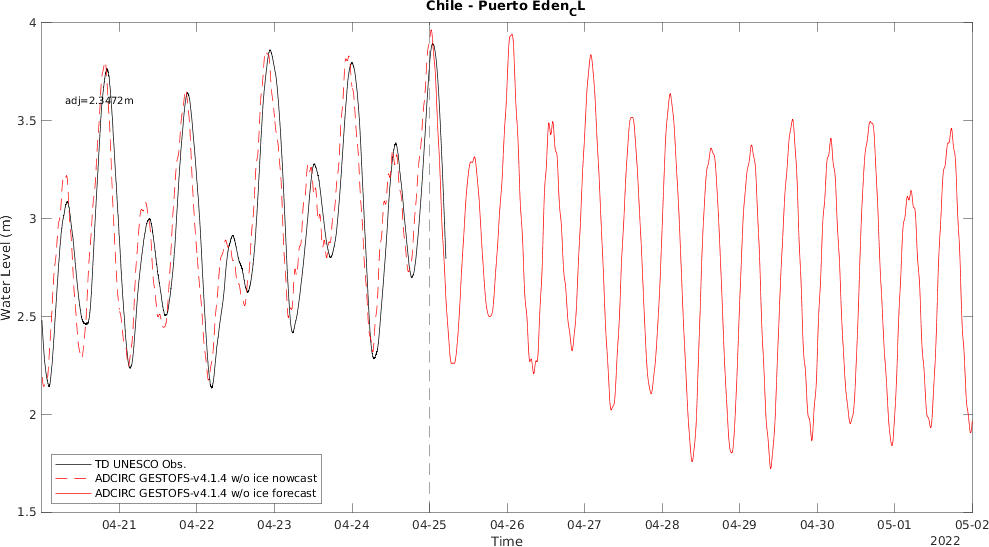 Chile - Puerto Eden_CL
4
3.5
3
2.5
2
1.5
Water Level (m)
adj=2.3472m
TD UNESCO Obs.
ADCIRC GESTOFS-v4.1.4 w/o ice nowcast
ADCIRC GESTOFS-v4.1.4 w/o ice forecast
04-21 04-22 04-23 04-24 04-25 04-26 04-27 04-28 04-29 04-30 05-01 05-02
Time
2022